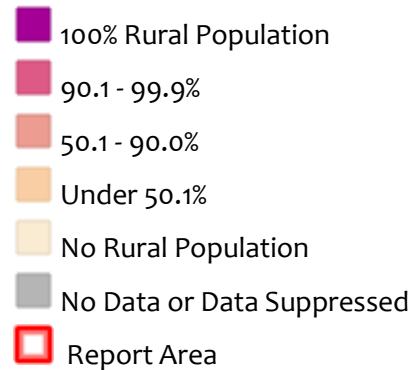 100% Rural Population
90.1 - 99.9%
50.1 - 90.0%
Under 50.1%
No Rural Population
No Data or Data Suppressed
Report Area